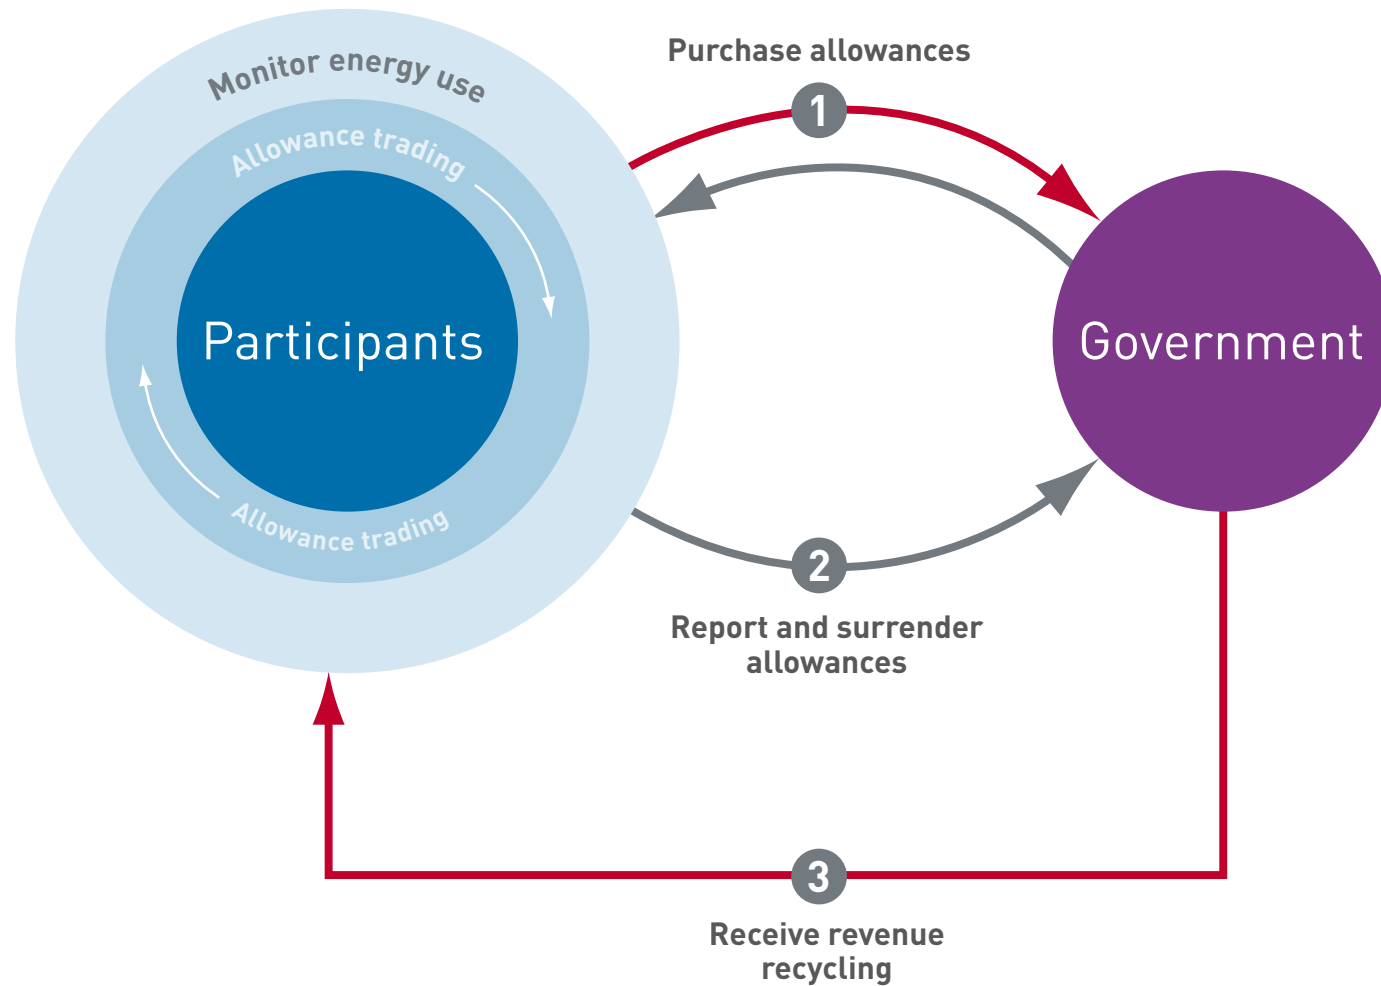 Purchase allowances
1
Monitor energy use
Allowance trading
Participants
Government
Allowance trading
2
Report and surrender
allowances
3
Receive revenue
recycling